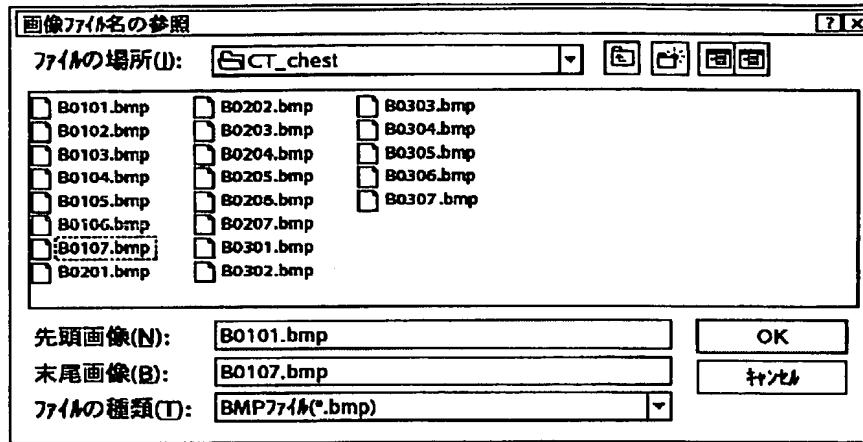 画像ﾌｧｲﾙ名の参照
ﾌｧｲﾙの場所(I): CT_chest
B0101.bmp B0202.bmp B0303.bmp
B0102.bmp B0203.bmp B0304.bmp
B0103.bmp B0204.bmp B0305.bmp
B0104.bmp B0205.bmp B0306.bmp
B0105.bmp B0206.bmp B0307.bmp
B0106.bmp B0207.bmp
B0107.bmp B0301.bmp
B0201.bmp B0302.bmp
先頭画像(N): B0101.bmp OK
末尾画像(B): B0107.bmp ｷｬﾝｾﾙ
ﾌｧｲﾙの種類(T): BMPﾌｧｲﾙ(*.bmp)